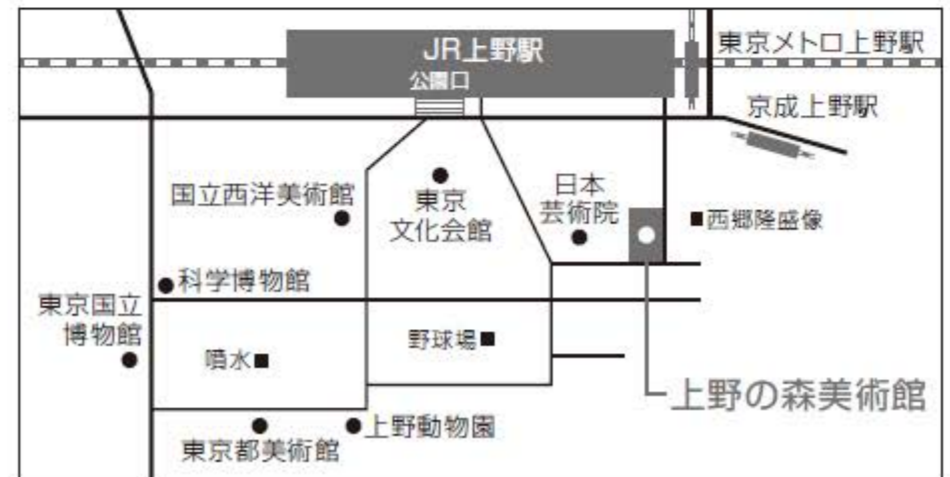 JR上野駅
公園口
東京メトロ上野駅
京成上野駅
国立西洋美術館
東京
文化会館
日本
芸術院
西郷隆盛像
科学博物館
東京国立
博物館
噴水
野球場
上野の森美術館
上野動物園
東京都美術館